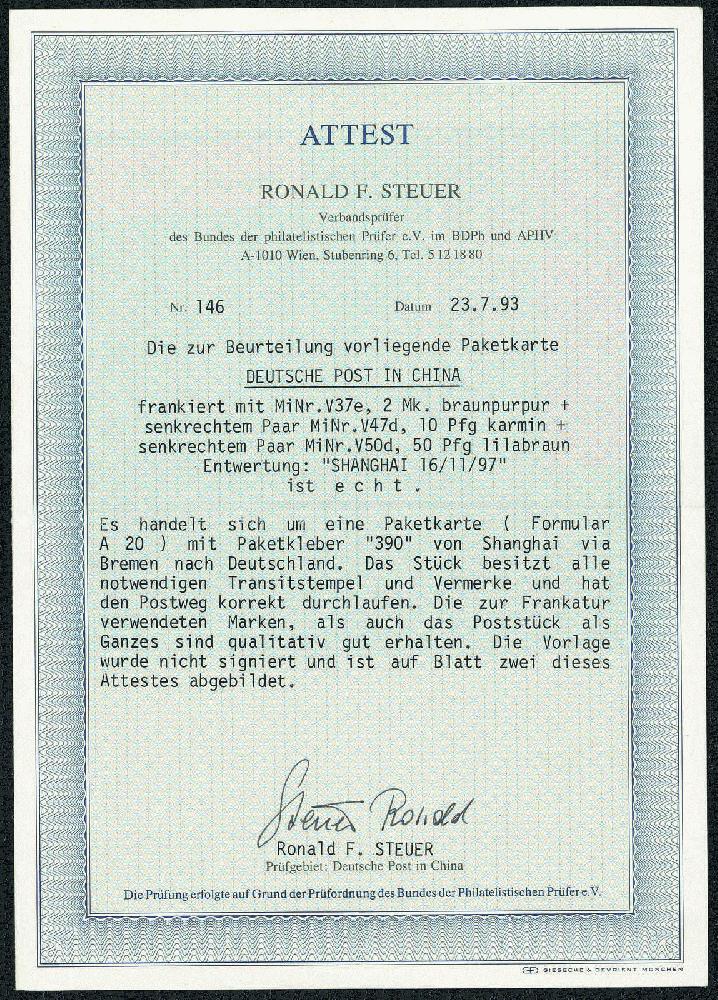 ATTEST
RONALD F. STEUER
Verbandsprüfer
des Bundes der philatelistischen Prüfer e.V. im BDPh und APHV
A-1010 Wien, Stubenring 6, Tel. 5 12 18 80
Nr. 146 Datum 23.7.93
Die zur Beurteilung vorliegende Paketkarte
DEUTSCHE POST IN CHINA
frankiert mit MiNr.V37e, 2 Mk. braunpurpur +
senkrechtem Paar MiNr.V47d, 10 Pfg karmin +
senkrechtem Paar MiNr.V50d, 50 Pfg lilabraun
Entwertung: "SHANGHAI 16/11/97"
ist e c h t .
Es handelt sich um eine Paketkarte ( Formular
A 20 ) mit Paketkleber "390" von Shanghai via
Bremen nach Deutschland. Das Stück besitzt alle
notwendigen Transitstempel und Vermerke und hat
den Postweg korrekt durchlaufen. Die zur Frankatur
verwendeten Marken, als auch das Poststück als
Ganzes sind qualitativ gut erhalten. Die Vorlage
wurde nicht signiert und ist auf Blatt zwei dieses
Attestes abgebildet.
Steuer Ronald
Ronald F. STEUER
Prüfgebiet: Deutsche Post in China
Die Prüfung erfolgte auf Grund der Prüfordnung des Bundes der Philatelistischen Prüfer e.V.
GIESECKE & DEVRIENT MÜNCHEN